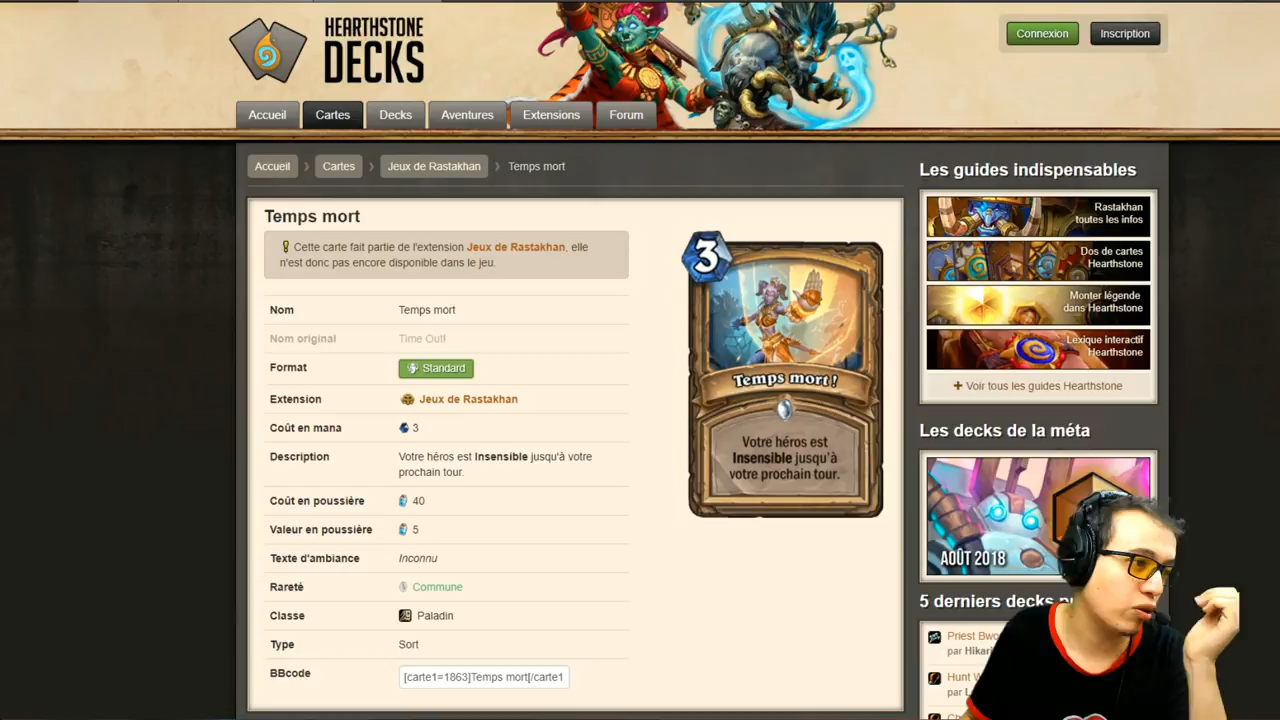 HEARTHSTONE
DECKS
Connexion
Inscription
Accueil
Cartes
Decks
Aventures
Extensions
Forum
Accueil
Cartes
Jeux de Rastakhan
Temps mort
Temps mort
Cette carte fait partie de l'extension Jeux de Rastakhan, elle
n'est donc pas encore disponible dans le jeu.
Nom Temps mort
Nom original Time Out!
Format Standard
Extension Jeux de Rastakhan
Coût en mana 3
Description Votre héros est Insensible jusqu'à votre
prochain tour.
Coût en poussière 40
Valeur en poussière 5
Texte d'ambiance Inconnu
Rareté Commune
Classe Paladin
Type Sort
BBcode [carte1=1863]Temps mort[/carte1
3
Temps mort !
Votre héros est
Insensible jusqu'à
votre prochain tour.
Les guides indispensables
Rastakhan
toutes les infos
Dos de cartes
Hearthstone
Monter légende
dans Hearthstone
Lexique interactif
Hearthstone
+ Voir tous les guides Hearthstone
Les decks de la méta
AOÛT 2018
5 derniers decks
Priest
par Hikari
Hunt
par